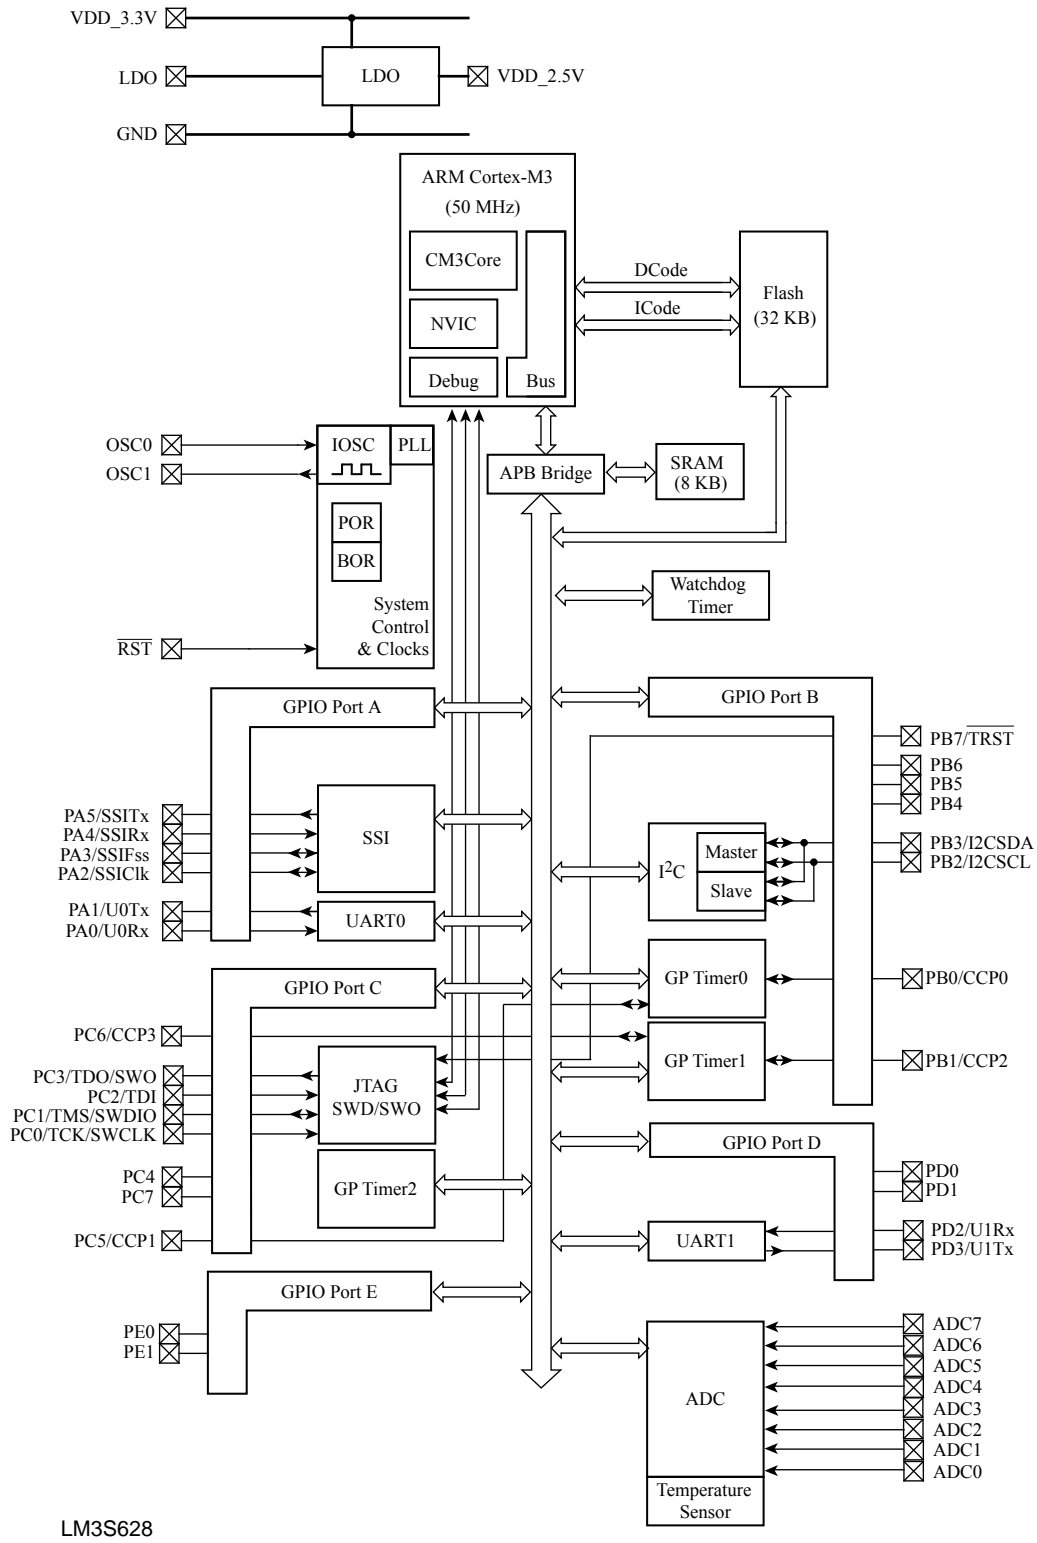 VDD_3.3V
LDO
LDO
VDD_2.5V
GND
ARM Cortex-M3
(50 MHz)
CM3Core
NVIC
Debug
Bus
DCode
ICode
Flash
(32 KB)
OSC0
OSC1
IOSC
PLL
POR
BOR
System
Control
& Clocks
RST
APB Bridge
SRAM
(8 KB)
Watchdog
Timer
GPIO Port A
PA5/SSITx
PA4/SSIRx
PA3/SSIFss
PA2/SSIClk
SSI
PA1/U0Tx
PA0/U0Rx
UART0
GPIO Port B
PB7/TRST
PB6
PB5
PB4
PB3/I2CSDA
PB2/I2CSCL
I²C
Master
Slave
GP Timer0
PB0/CCP0
GP Timer1
PB1/CCP2
GPIO Port C
PC6/CCP3
PC3/TDO/SWO
PC2/TDI
PC1/TMS/SWDIO
PC0/TCK/SWCLK
JTAG
SWD/SWO
PC4
PC7
GP Timer2
PC5/CCP1
GPIO Port D
PD0
PD1
PD2/U1Rx
PD3/U1Tx
UART1
GPIO Port E
PE0
PE1
ADC
Temperature
Sensor
ADC7
ADC6
ADC5
ADC4
ADC3
ADC2
ADC1
ADC0
LM3S628